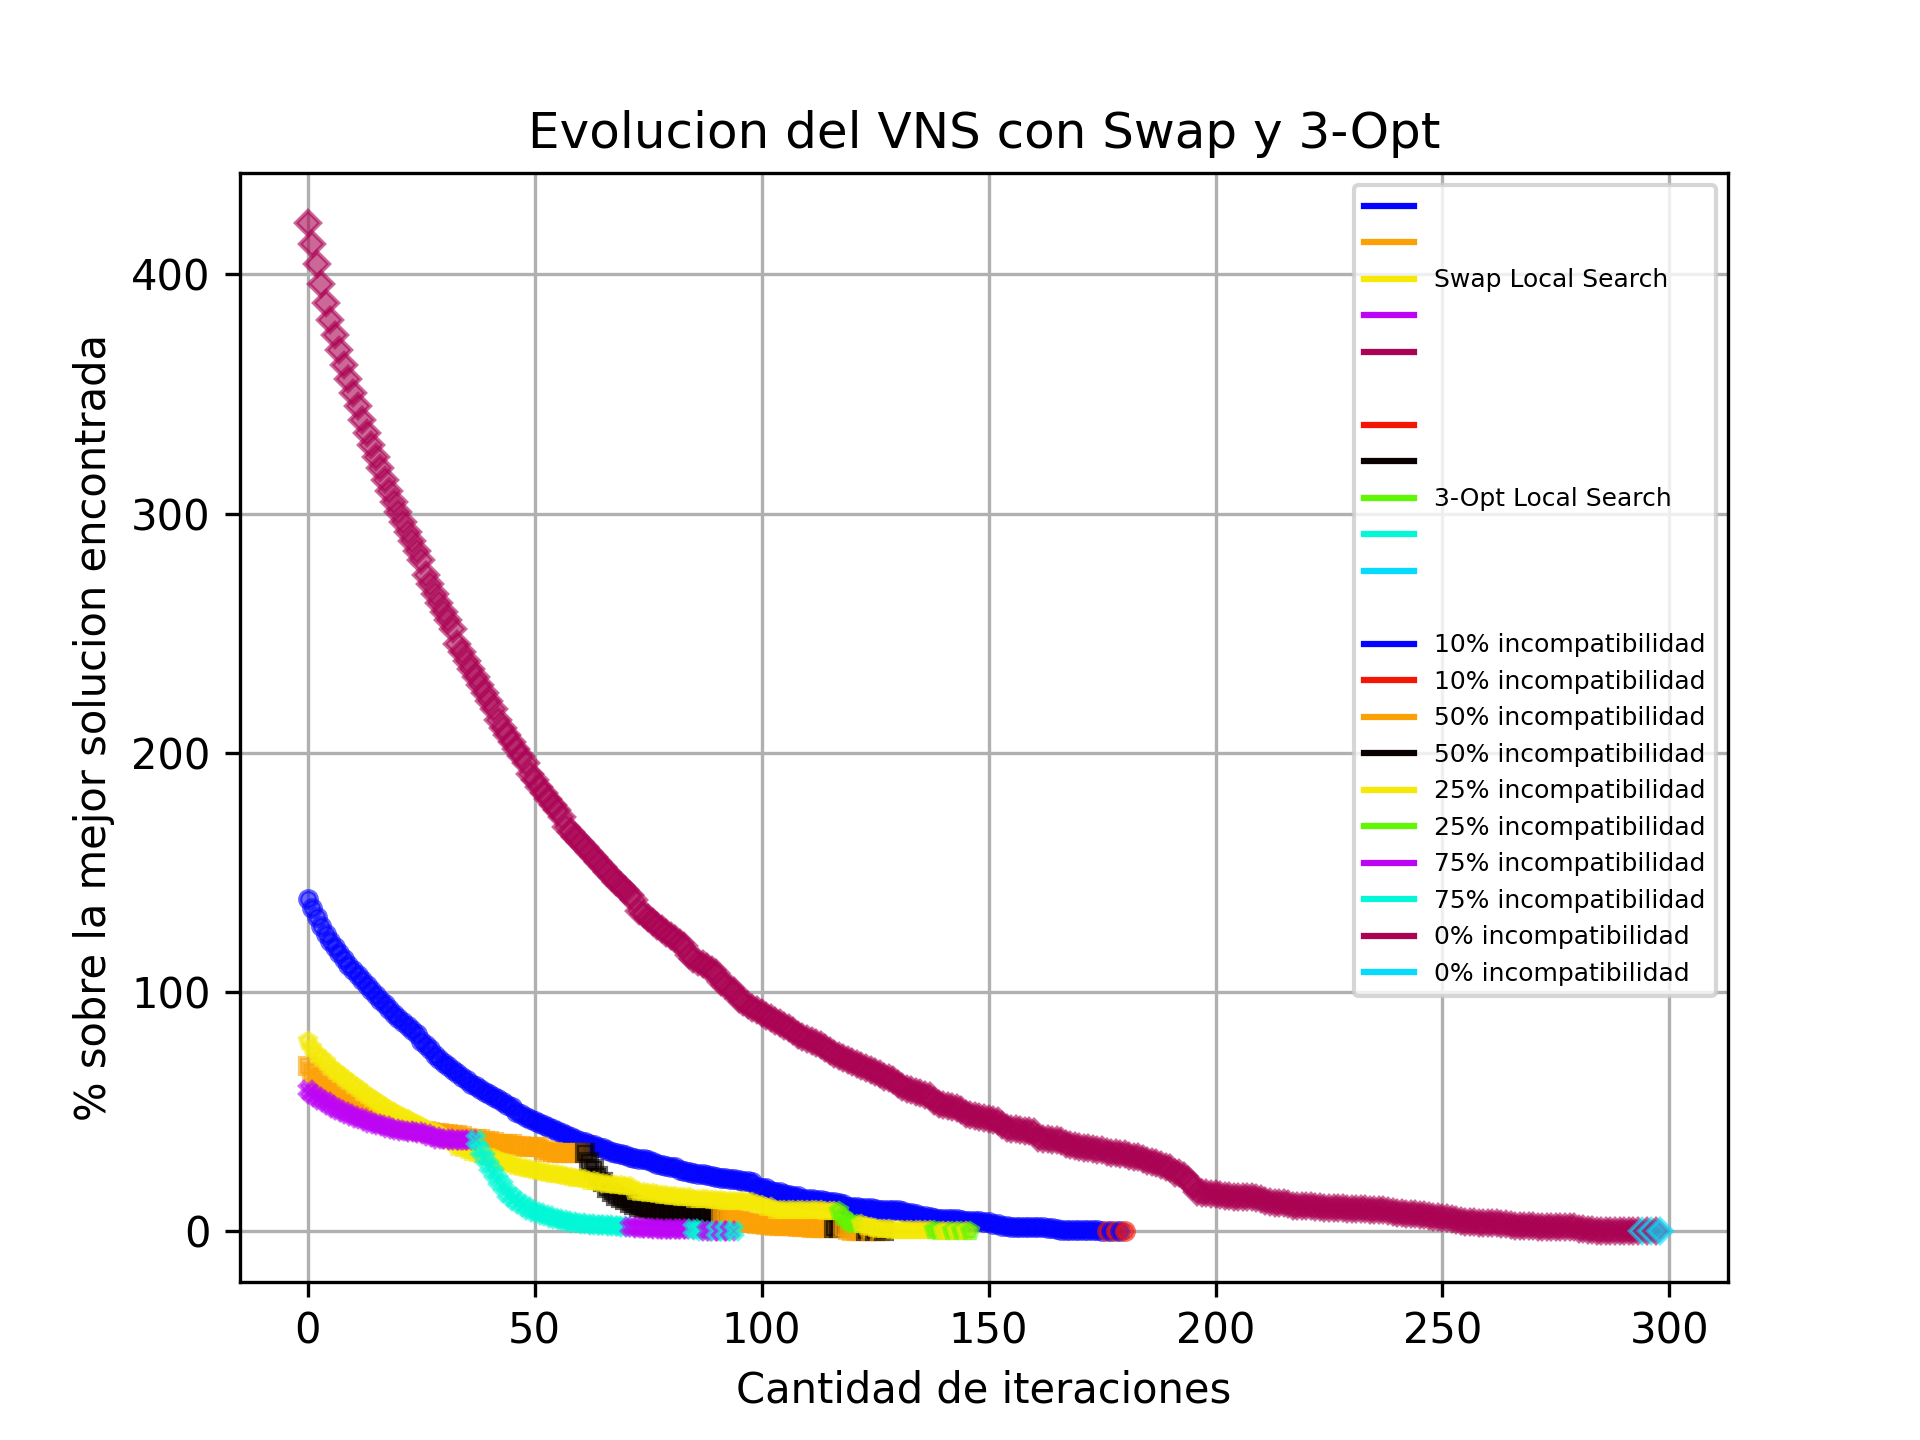 Evolucion del VNS con Swap y 3-Opt
% sobre la mejor solucion encontrada
400
300
200
100
0
Swap Local Search
3-Opt Local Search
10% incompatibilidad
10% incompatibilidad
50% incompatibilidad
50% incompatibilidad
25% incompatibilidad
25% incompatibilidad
75% incompatibilidad
75% incompatibilidad
0% incompatibilidad
0% incompatibilidad
0 50 100 150 200 250 300
Cantidad de iteraciones